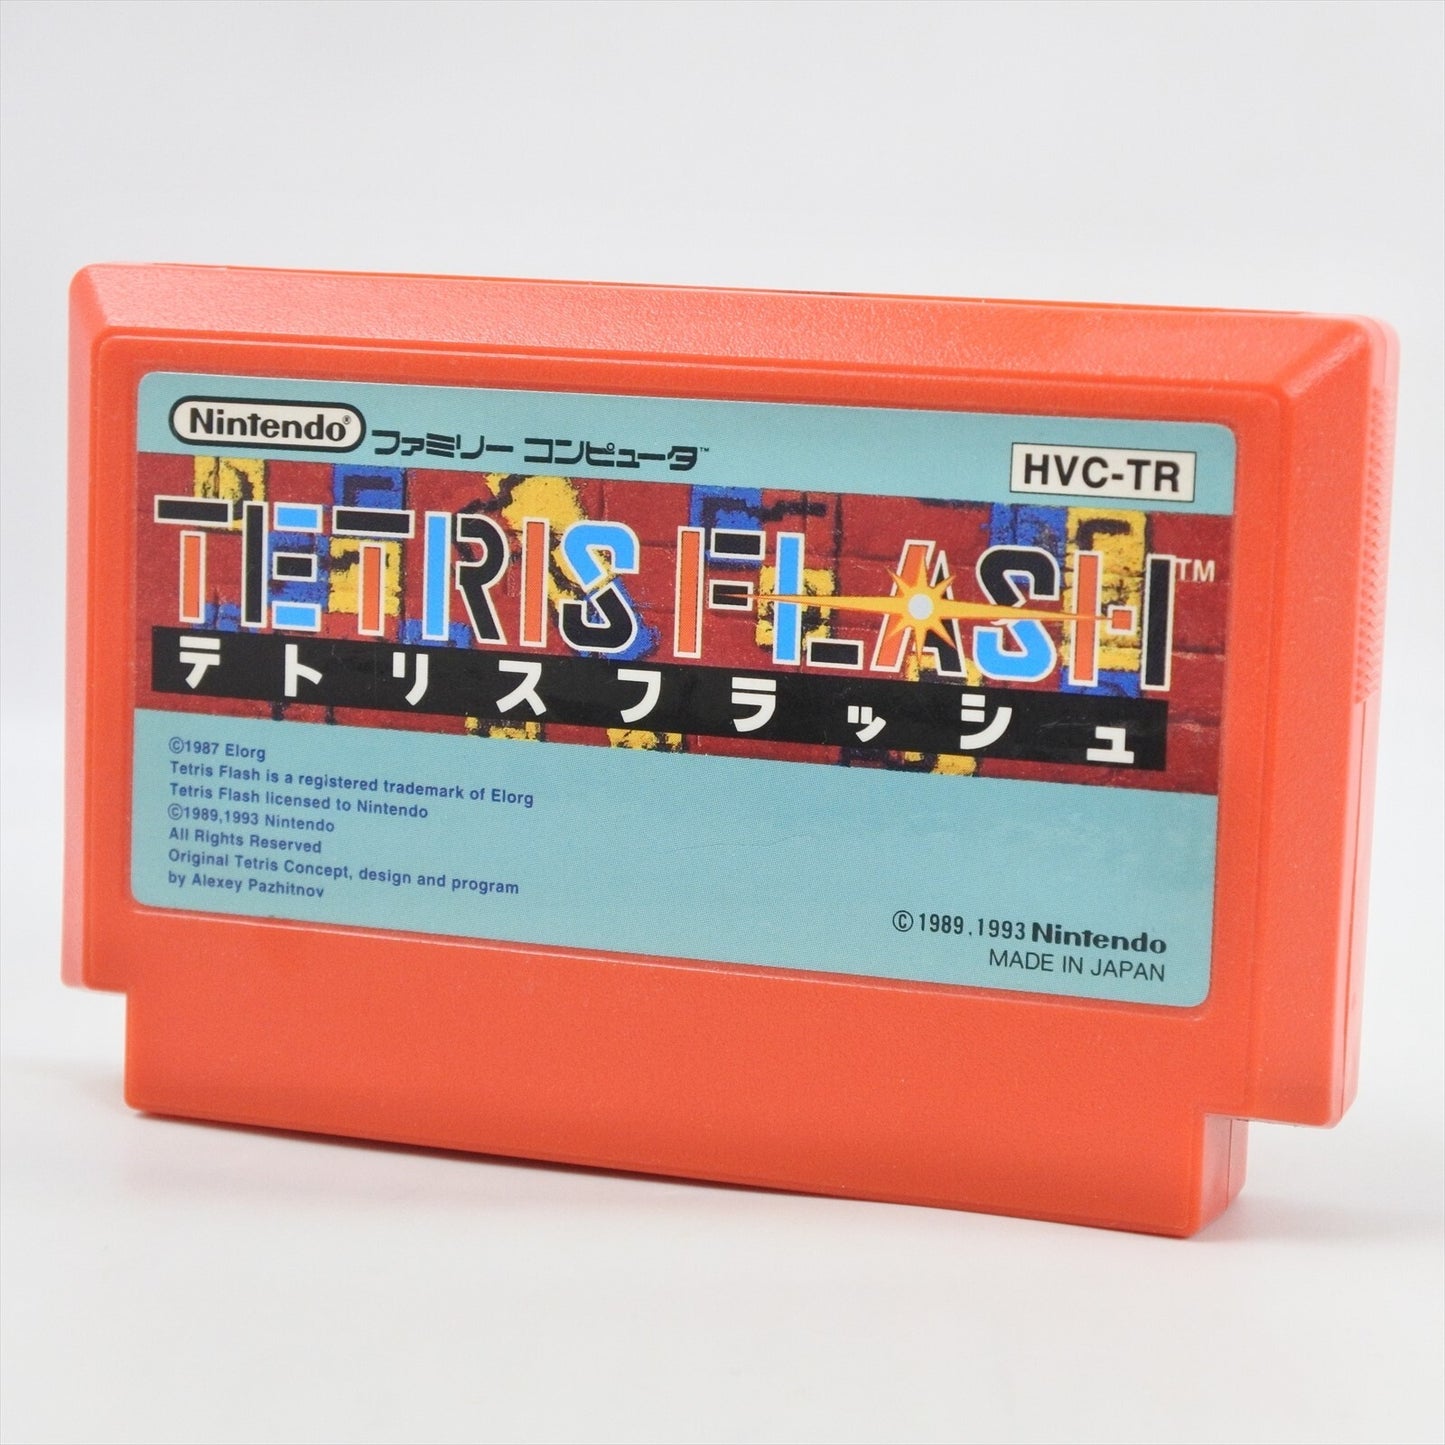 Nintendo® ファミリー コンピュータ™
HVC-TR
TETRIS FLASH™
テトリスフラッシュ
©1987 Elorg
Tetris Flash is a registered trademark of Elorg
Tetris Flash licensed to Nintendo
©1989,1993 Nintendo
All Rights Reserved
Original Tetris Concept, design and program
by Alexey Pazhitnov
©1989.1993 Nintendo
MADE IN JAPAN